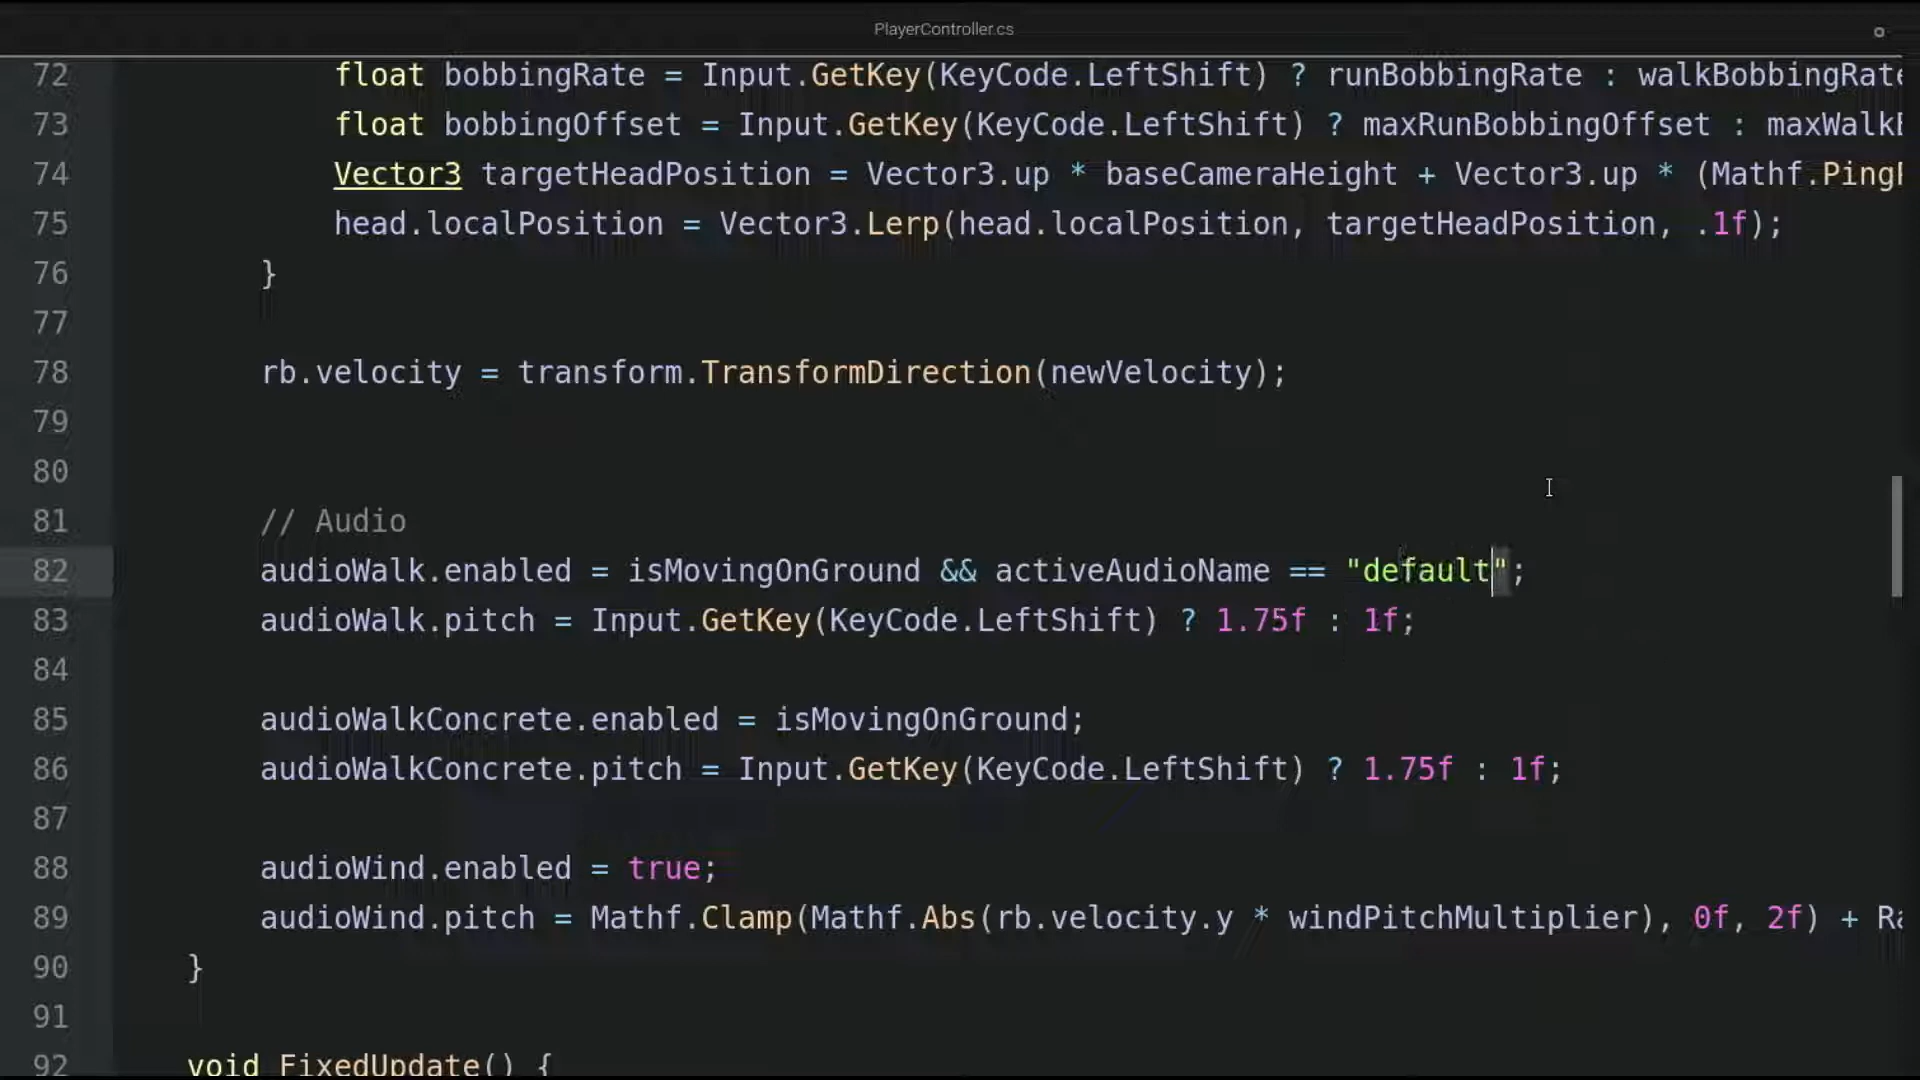 PlayerController.cs
72 float bobbingRate = Input.GetKey(KeyCode.LeftShift) ? runBobbingRate : walkBobbingRate
73 float bobbingOffset = Input.GetKey(KeyCode.LeftShift) ? maxRunBobbingOffset : maxWalk
74 Vector3 targetHeadPosition = Vector3.up * baseCameraHeight + Vector3.up * (Mathf.Ping
75 head.localPosition = Vector3.Lerp(head.localPosition, targetHeadPosition, .1f);
76 }
77
78 rb.velocity = transform.TransformDirection(newVelocity);
79
80
81 // Audio
82 audioWalk.enabled = isMovingOnGround && activeAudioName == "default";
83 audioWalk.pitch = Input.GetKey(KeyCode.LeftShift) ? 1.75f : 1f;
84
85 audioWalkConcrete.enabled = isMovingOnGround;
86 audioWalkConcrete.pitch = Input.GetKey(KeyCode.LeftShift) ? 1.75f : 1f;
87
88 audioWind.enabled = true;
89 audioWind.pitch = Mathf.Clamp(Mathf.Abs(rb.velocity.y * windPitchMultiplier), 0f, 2f) + Ra
90 }
91
92 void FixedUpdate() {